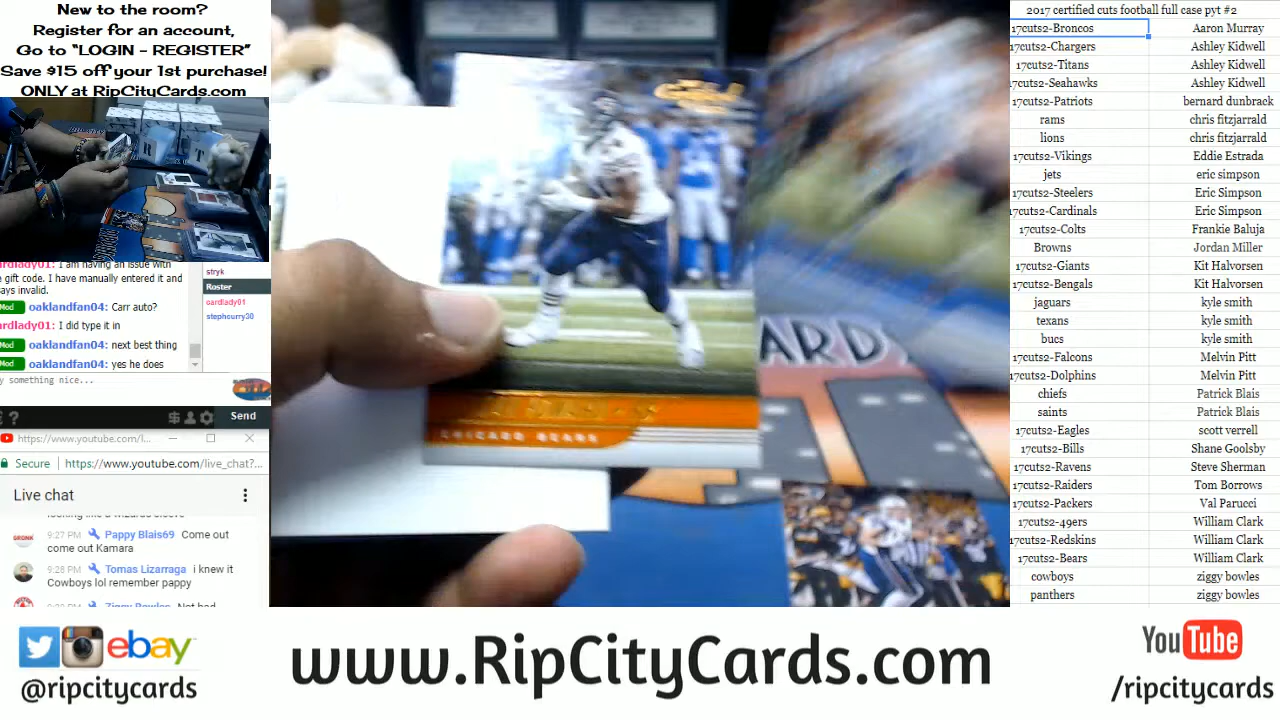 New to the room?
Register for an account,
Go to “LOGIN - REGISTER”
Save $15 off your 1st purchase!
ONLY at RipCityCards.com
I am having an issue with
gift code. I have manually entered it and
invalid.
oaklandfan04: Carr auto?
I did type it in
oaklandfan04: next best thing
oaklandfan04: yes he does
something nice...
stryk
Roster
cardlady01
stephcurry30
Send
https://www.youtube.com/l...
Secure
https://www.youtube.com/live_chat?...
Live chat
9:27 PM Pappy Blais69 Come out
come out Kamara
9:28 PM Tomas Lizarraga i knew it
Cowboys lol remember pappy
CHICAGO BEARS
ARD
2017 certified cuts football full case pyt #2
17cuts2-Broncos Aaron Murray
17cuts2-Chargers Ashley Kidwell
17cuts2-Titans Ashley Kidwell
17cuts2-Seahawks Ashley Kidwell
17cuts2-Patriots bernard dunbrack
rams chris fitzjarrald
lions chris fitzjarrald
17cuts2-Vikings Eddie Estrada
jets eric simpson
17cuts2-Steelers Eric Simpson
17cuts2-Cardinals Eric Simpson
17cuts2-Colts Frankie Baluja
Browns Jordan Miller
17cuts2-Giants Kit Halvorsen
17cuts2-Bengals Kit Halvorsen
jaguars kyle smith
texans kyle smith
bucs kyle smith
17cuts2-Falcons Melvin Pitt
17cuts2-Dolphins Melvin Pitt
chiefs Patrick Blais
saints Patrick Blais
17cuts2-Eagles scott verrell
17cuts2-Bills Shane Goolsby
17cuts2-Ravens Steve Sherman
17cuts2-Raiders Tom Borrows
17cuts2-Packers Val Parucci
17cuts2-49ers William Clark
17cuts2-Redskins William Clark
17cuts2-Bears William Clark
cowboys ziggy bowles
panthers ziggy bowles
ebay
@ripcitycards
www.RipCityCards.com
YouTube
/ripcitycards